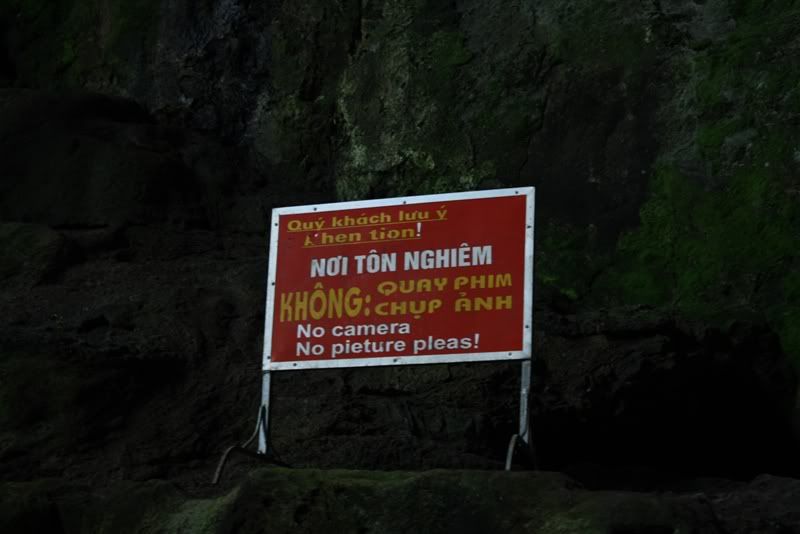 Quý khách lưu ý
hen tion!
NƠI TÔN NGHIÊM
KHÔNG: QUAY PHIM
CHỤP ẢNH
No camera
No pieture pleas!